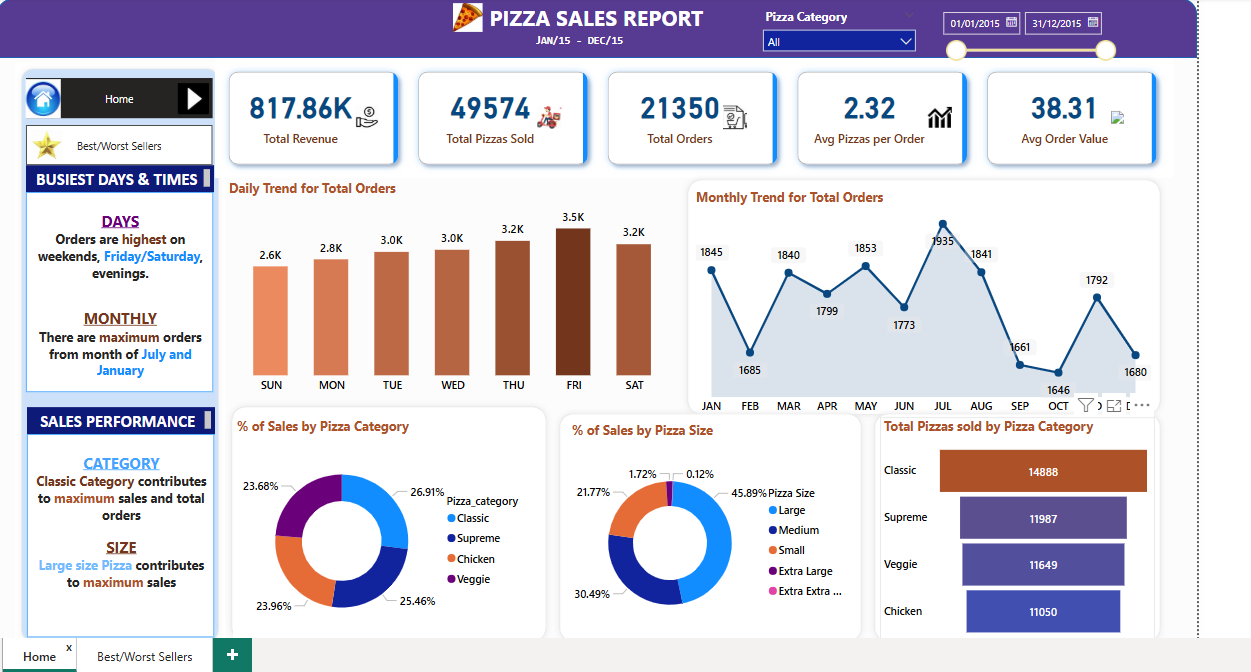 PIZZA SALES REPORT
JAN/15 - DEC/15
Pizza Category
All
01/01/2015
31/12/2015
Home
Best/Worst Sellers
BUSIEST DAYS & TIMES
DAYS
Orders are highest on
weekends, Friday/Saturday,
evenings.
MONTHLY
There are maximum orders
from month of July and
January
SALES PERFORMANCE
CATEGORY
Classic Category contributes
to maximum sales and total
orders
SIZE
Large size Pizza contributes
to maximum sales
817.86K
Total Revenue
49574
Total Pizzas Sold
21350
Total Orders
2.32
Avg Pizzas per Order
38.31
Avg Order Value
Daily Trend for Total Orders
2.6K
2.8K
3.0K
3.0K
3.2K
3.5K
3.2K
SUN MON TUE WED THU FRI SAT
Monthly Trend for Total Orders
1845
1685
1840
1799
1853
1773
1935
1841
1661
1646
1792
1680
JAN FEB MAR APR MAY JUN JUL AUG SEP OCT
% of Sales by Pizza Category
23.68%
26.91%
23.96%
25.46%
Pizza_category
Classic
Supreme
Chicken
Veggie
% of Sales by Pizza Size
1.72%
0.12%
21.77%
45.89%
30.49%
Pizza Size
Large
Medium
Small
Extra Large
Extra Extra ...
Total Pizzas sold by Pizza Category
Classic 14888
Supreme 11987
Veggie 11649
Chicken 11050
Home x
Best/Worst Sellers
+